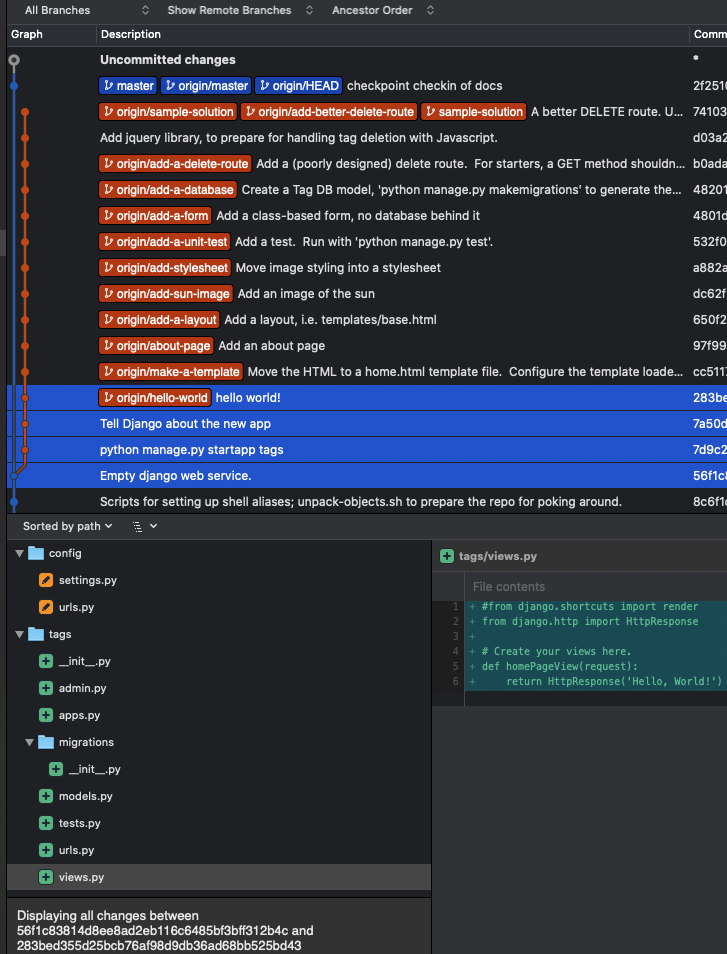 All Branches Show Remote Branches Ancestor Order
Graph Description Comm
Uncommitted changes *
master origin/master origin/HEAD checkpoint checkin of docs 2f251
origin/sample-solution origin/add-better-delete-route sample-solution A better DELETE route. U... 74103
Add jquery library, to prepare for handling tag deletion with Javascript. d03a2
origin/add-a-delete-route Add a (poorly designed) delete route. For starters, a GET method shouldn... b0ada
origin/add-a-database Create a Tag DB model, 'python manage.py makemigrations' to generate the... 48201
origin/add-a-form Add a class-based form, no database behind it 4801d
origin/add-a-unit-test Add a test. Run with 'python manage.py test'. 532f0
origin/add-stylesheet Move image styling into a stylesheet a882a
origin/add-sun-image Add an image of the sun dc62f
origin/add-a-layout Add a layout, i.e. templates/base.html 650f2
origin/about-page Add an about page 97f99
origin/make-a-template Move the HTML to a home.html template file. Configure the template loade... cc511
origin/hello-world hello world! 283be
Tell Django about the new app 7a50d
python manage.py startapp tags 7d9c2
Empty django web service. 56f1c
Scripts for setting up shell aliases; unpack-objects.sh to prepare the repo for poking around. 8c6f1
Sorted by path
config
settings.py
urls.py
tags
__init__.py
admin.py
apps.py
migrations
__init__.py
models.py
tests.py
urls.py
views.py
Displaying all changes between
56f1c83814d8ee8ad2eb116c6485bf3bff312b4c and
283bed355d25bcb76af98d9db36ad68bb525bd43
tags/views.py
File contents
1 + #from django.shortcuts import render
2 + from django.http import HttpResponse
3 +
4 + # Create your views here.
5 + def homePageView(request):
6 + return HttpResponse('Hello, World!')